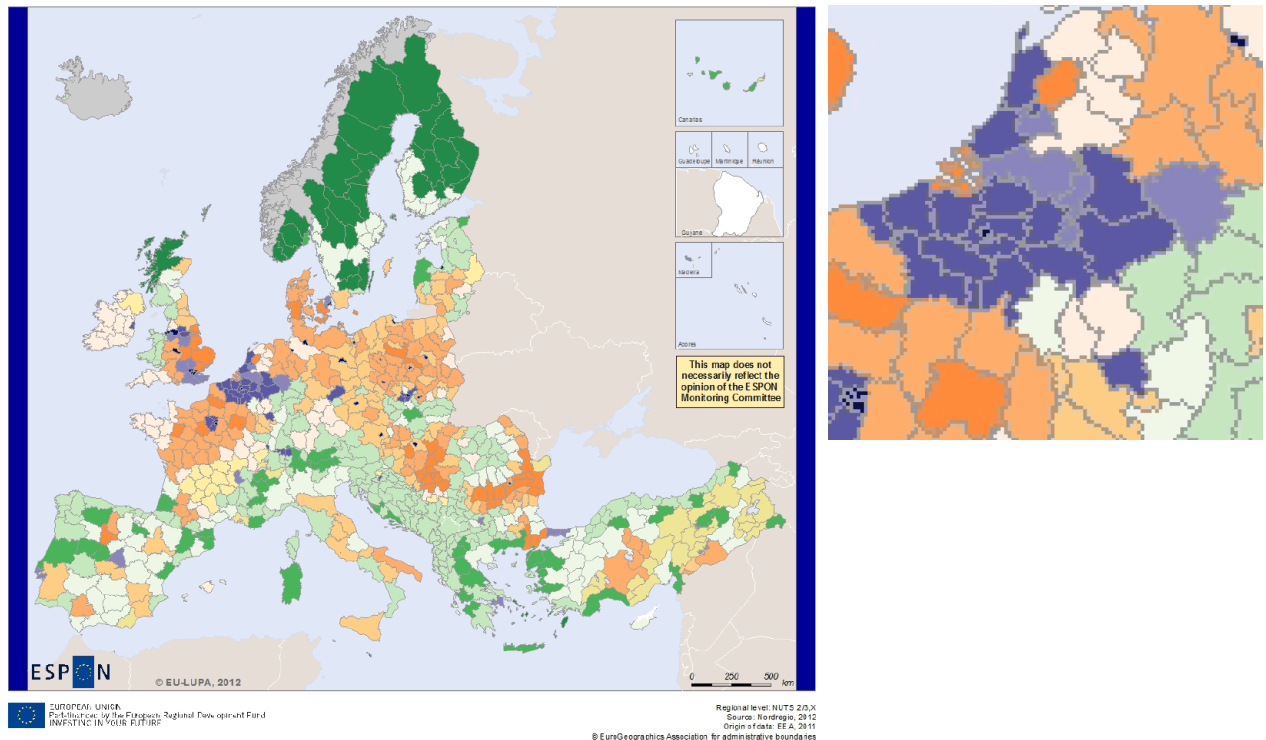 Canarias
Guadeloupe Martinique Réunion
Guyane
Madeira
Acores
This map does not
necessarily reflect the
opinion of the ESPON
Monitoring Committee
ESPON
© EU-LUPA, 2012
0 250 500
km
EUROPEAN UNION
Part-financed by the European Regional Development Fund
INVESTING IN YOUR FUTURE
Regional level: NUTS 2/3,X
Source: Nordregio, 2012
Origin of data: EEA, 2011
© EuroGeographics Association for administrative boundaries